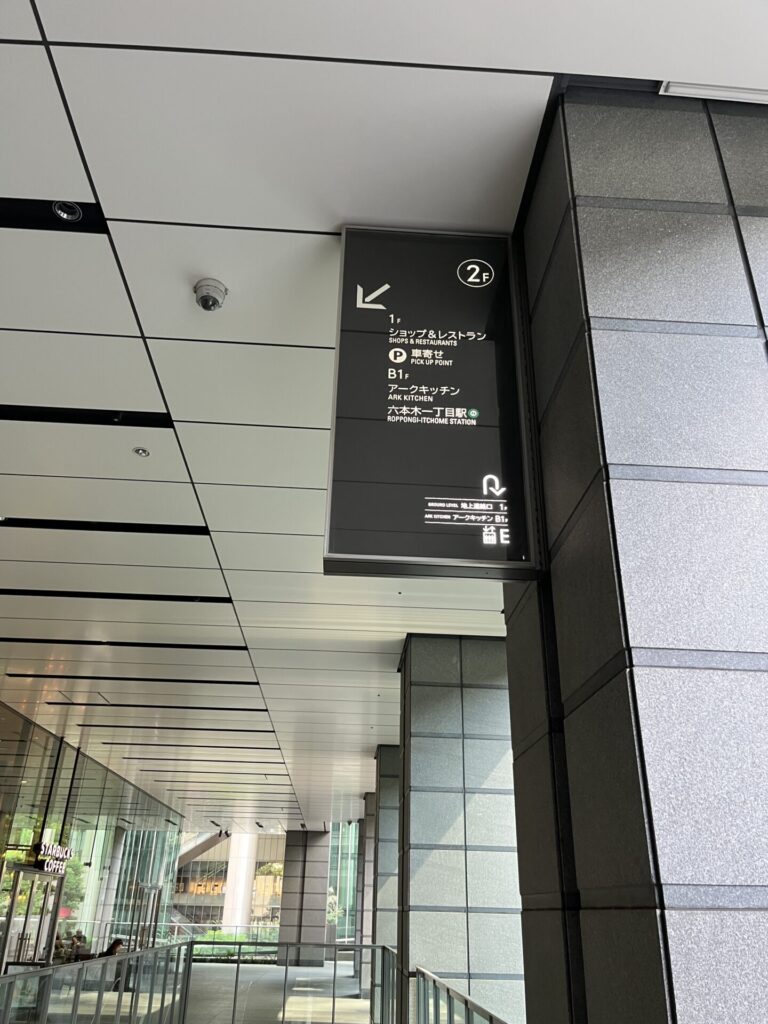 2F
1F
ショップ&レストラン
SHOPS & RESTAURANTS
P 車寄せ
PICK UP POINT
B1F
アークキッチン
ARK KITCHEN
六本木一丁目駅
ROPPONGI-ITCHOME STATION
GROUND LEVEL 地上連絡口 1F
ARK KITCHEN アークキッチン B1F
E
STARBUCKS
COFFEE